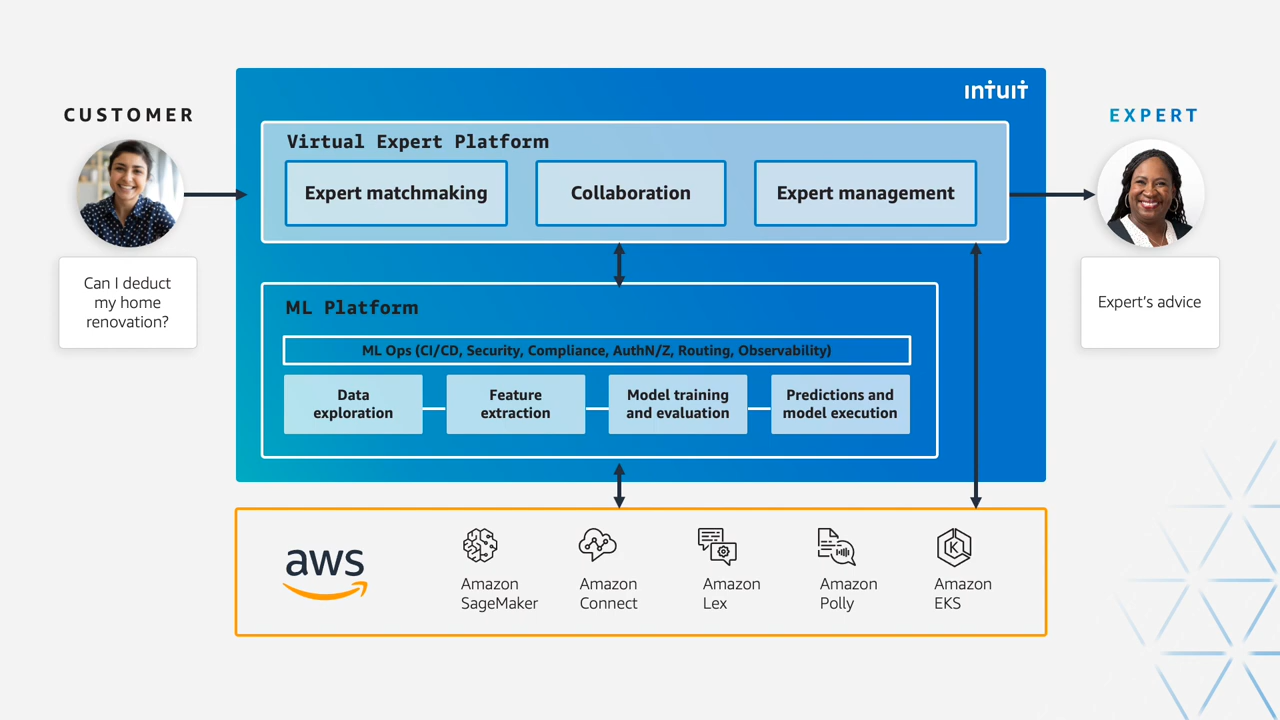 CUSTOMER
Can I deduct
my home
renovation?
ıntuıt
Virtual Expert Platform
Expert matchmaking
Collaboration
Expert management
ML Platform
ML Ops (CI/CD, Security, Compliance, AuthN/Z, Routing, Observability)
Data
exploration
Feature
extraction
Model training
and evaluation
Predictions and
model execution
EXPERT
Expert's advice
aws
Amazon
SageMaker
Amazon
Connect
Amazon
Lex
Amazon
Polly
Amazon
EKS